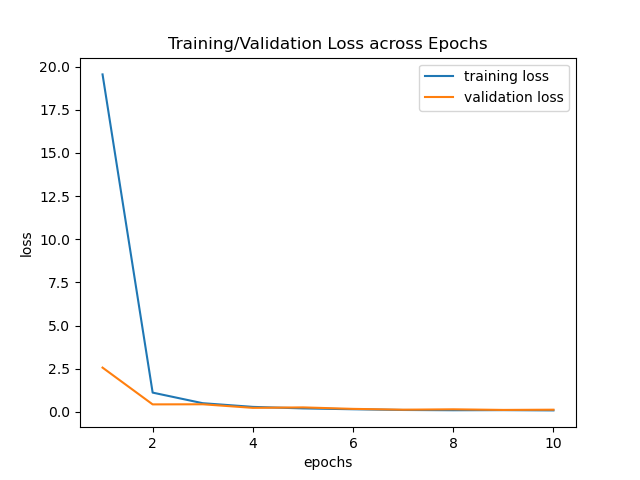 Training/Validation Loss across Epochs
training loss
validation loss
20.0
17.5
15.0
12.5
10.0
7.5
5.0
2.5
0.0
loss
2 4 6 8 10
epochs